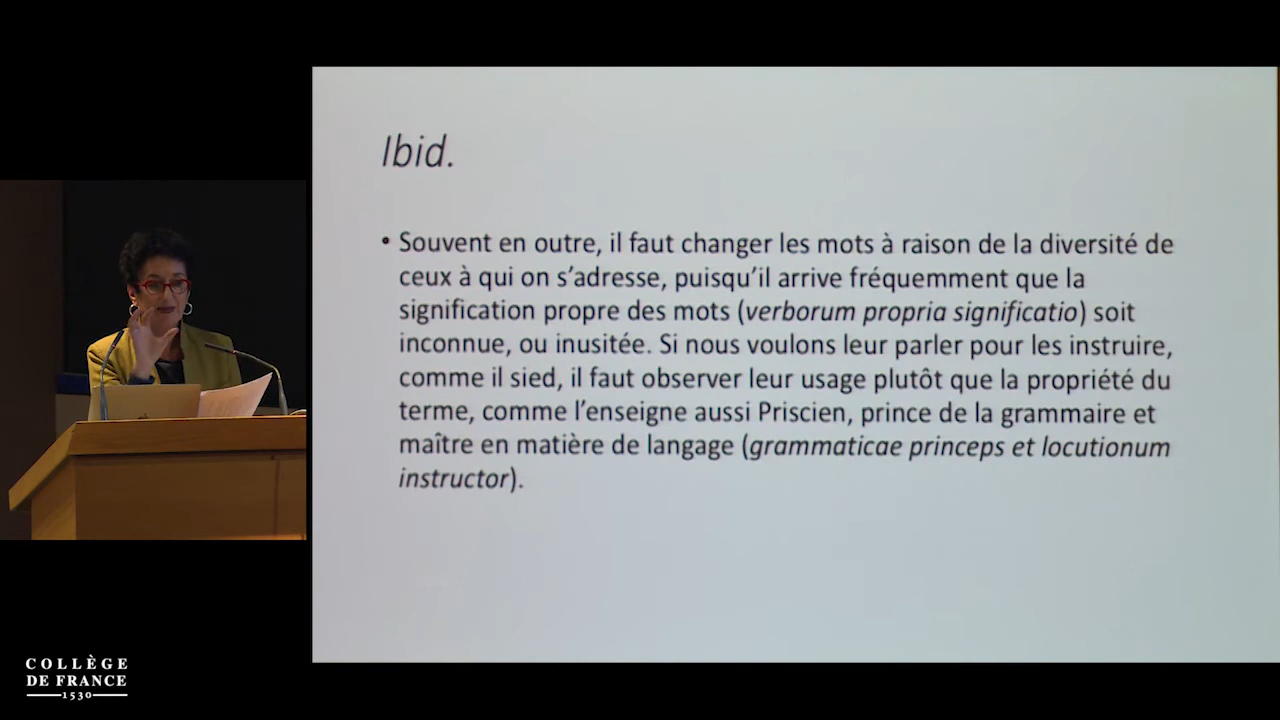 Ibid.
• Souvent en outre, il faut changer les mots à raison de la diversité de
ceux à qui on s’adresse, puisqu’il arrive fréquemment que la
signification propre des mots (verborum propria significatio) soit
inconnue, ou inusitée. Si nous voulons leur parler pour les instruire,
comme il sied, il faut observer leur usage plutôt que la propriété du
terme, comme l’enseigne aussi Priscien, prince de la grammaire et
maître en matière de langage (grammaticae princeps et locutionum
instructor).
COLLÈGE
DE FRANCE
1530